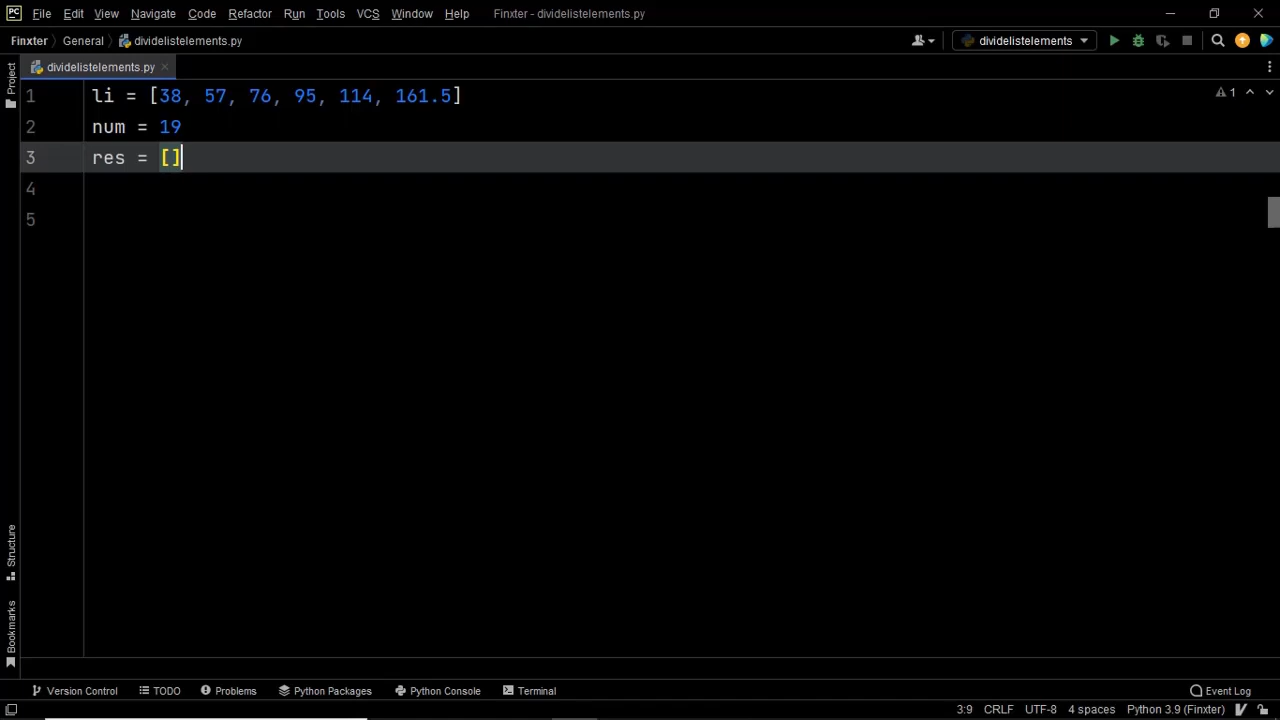 PC File Edit View Navigate Code Refactor Run Tools VCS Window Help Finxter - dividelistelements.py
Finxter General dividelistelements.py dividelistelements
Project
dividelistelements.py
1 li = [38, 57, 76, 95, 114, 161.5] 1
2 num = 19
3 res = []
4
5
Structure
Bookmarks
Version Control TODO Problems Python Packages Python Console Terminal Event Log
3:9 CRLF UTF-8 4 spaces Python 3.9 (Finxter)